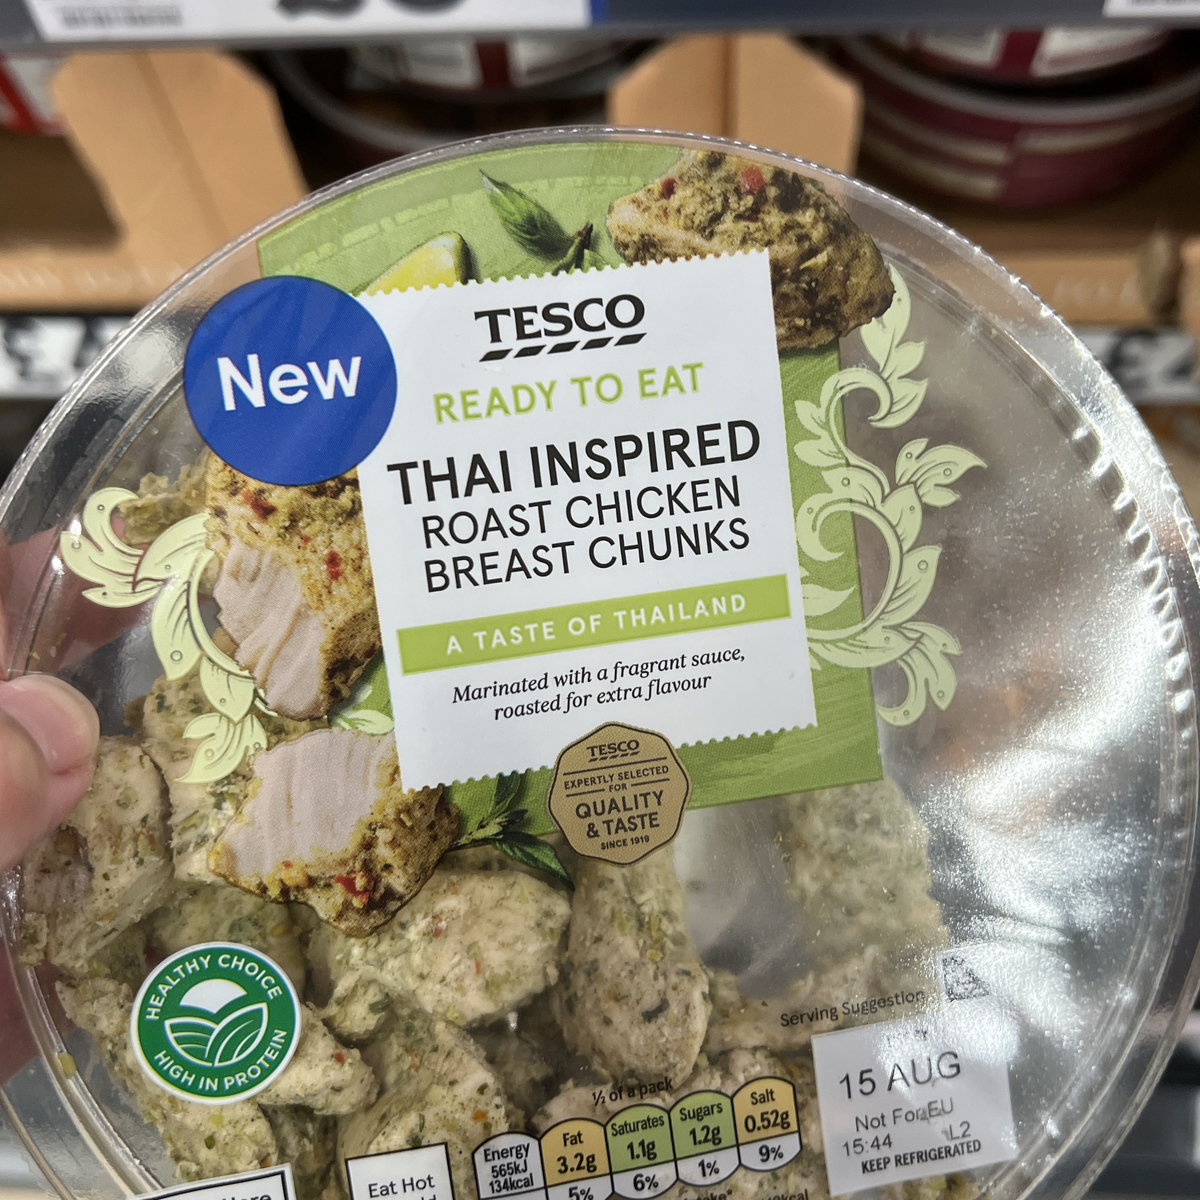 New
TESCO
READY TO EAT
THAI INSPIRED
ROAST CHICKEN
BREAST CHUNKS
A TASTE OF THAILAND
Marinated with a fragrant sauce,
roasted for extra flavour
TESCO
EXPERTLY SELECTED
FOR
QUALITY
& TASTE
SINCE 1919
HEALTHY CHOICE
HIGH IN PROTEIN
Serving Suggestion
15 AUG
Not For EU
15:44 L2
KEEP REFRIGERATED
½ of a pack
Energy
565kJ
134kcal
Fat
3.2g
5%
Saturates
1.1g
6%
Sugars
1.2g
1%
Salt
0.52g
9%
Eat Hot